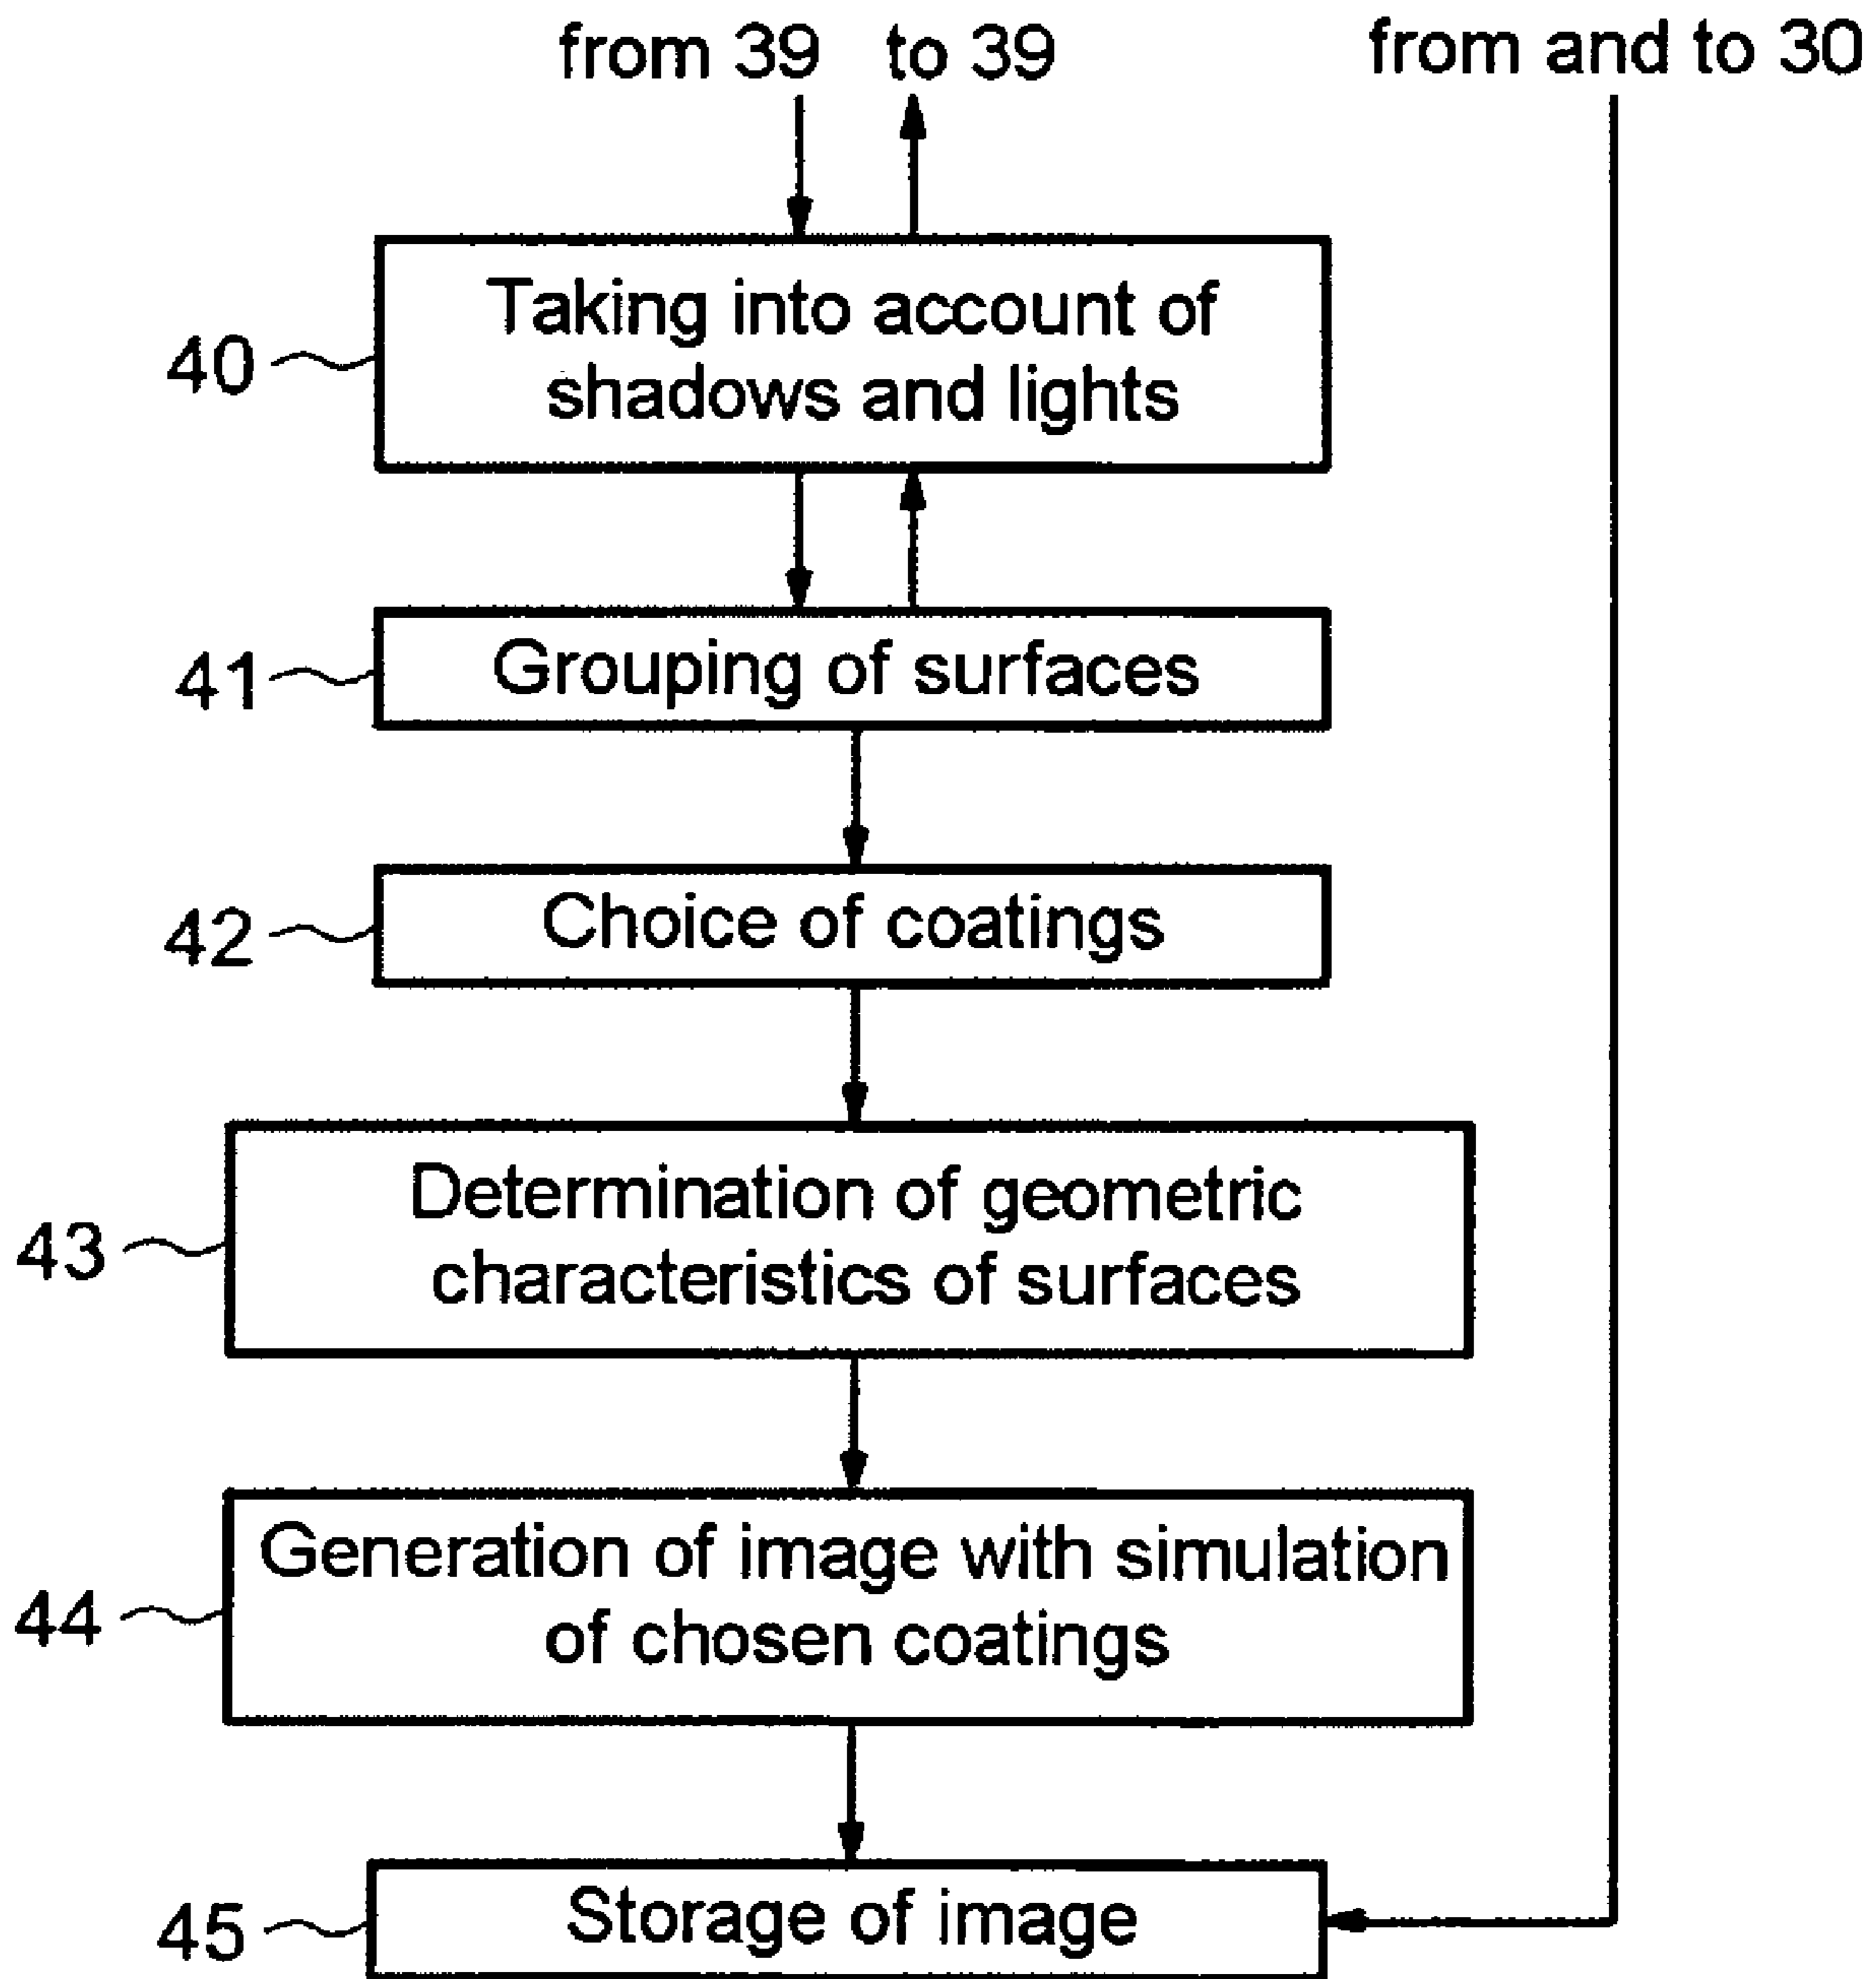 from 39 to 39 from and to 30
40
Taking into account of
shadows and lights
41
Grouping of surfaces
42
Choice of coatings
43
Determination of geometric
characteristics of surfaces
44
Generation of image with simulation
of chosen coatings
45
Storage of image